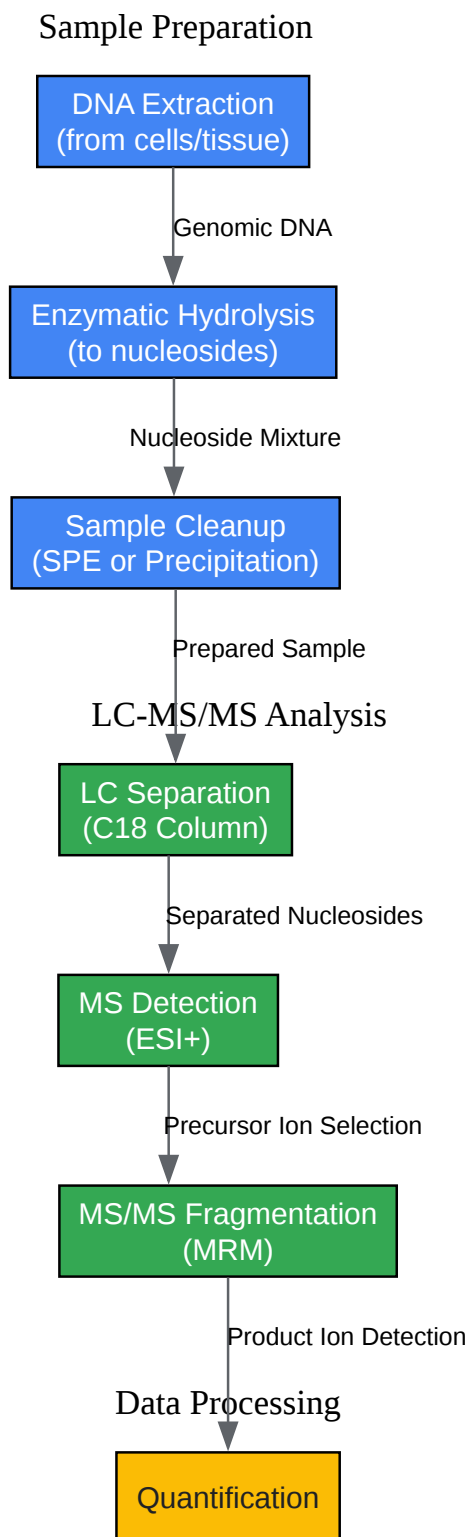 Sample Preparation
DNA Extraction
(from cells/tissue)
Genomic DNA
Enzymatic Hydrolysis
(to nucleosides)
Nucleoside Mixture
Sample Cleanup
(SPE or Precipitation)
Prepared Sample
LC-MS/MS Analysis
LC Separation
(C18 Column)
Separated Nucleosides
MS Detection
(ESI+)
Precursor Ion Selection
MS/MS Fragmentation
(MRM)
Product Ion Detection
Data Processing
Quantification